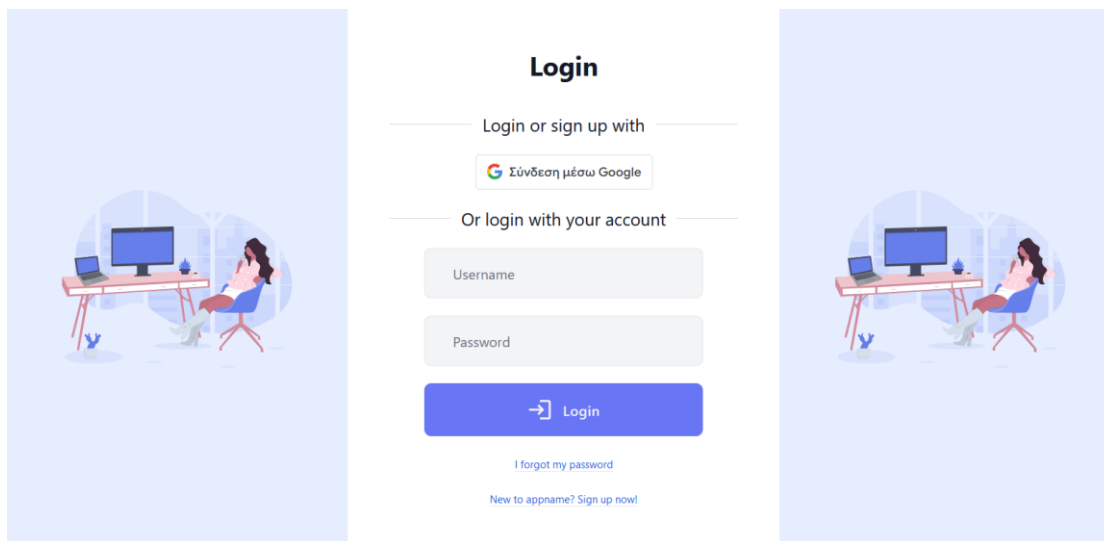 Login
Login or sign up with
Σύνδεση μέσω Google
Or login with your account
Username
Password
Login
I forgot my password
New to appname? Sign up now!